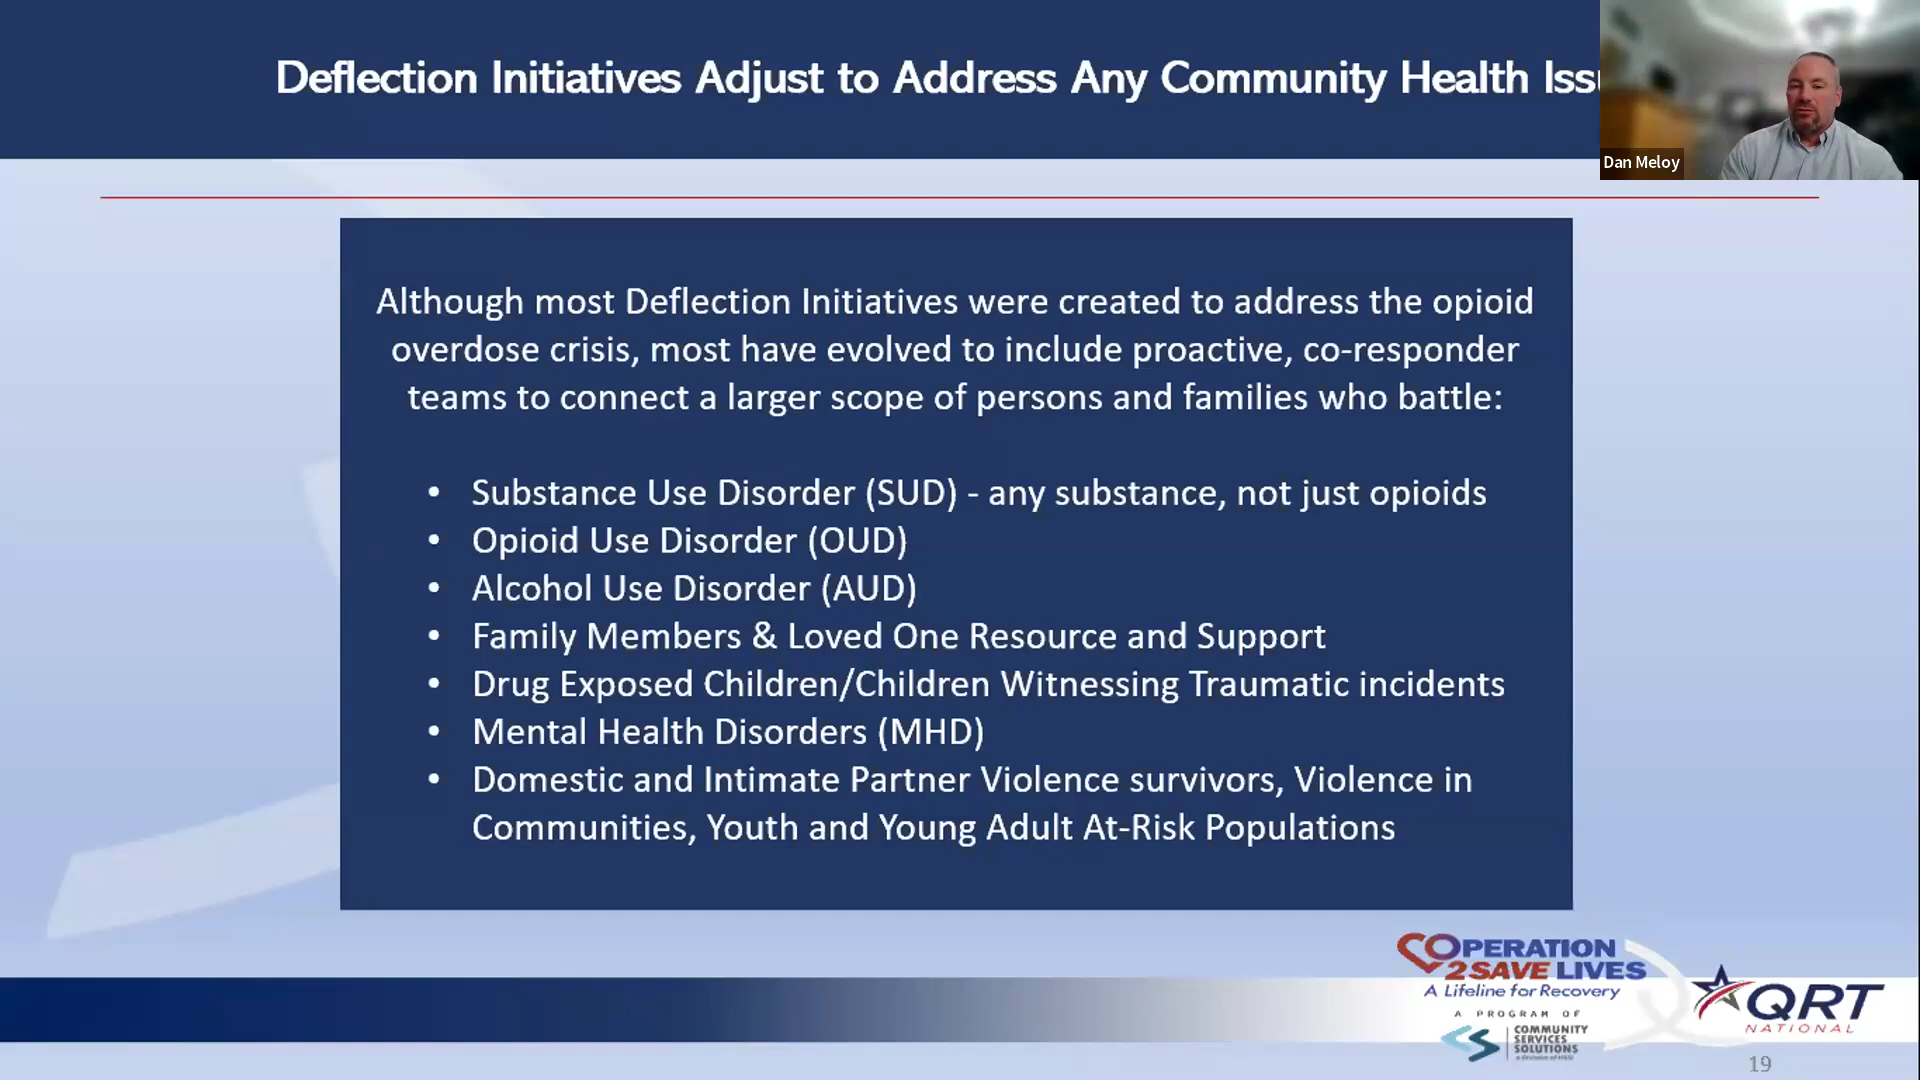 Deflection Initiatives Adjust to Address Any Community Health Iss
Dan Meloy
Although most Deflection Initiatives were created to address the opioid
overdose crisis, most have evolved to include proactive, co-responder
teams to connect a larger scope of persons and families who battle:
• Substance Use Disorder (SUD) - any substance, not just opioids
• Opioid Use Disorder (OUD)
• Alcohol Use Disorder (AUD)
• Family Members & Loved One Resource and Support
• Drug Exposed Children/Children Witnessing Traumatic incidents
• Mental Health Disorders (MHD)
• Domestic and Intimate Partner Violence survivors, Violence in
Communities, Youth and Young Adult At-Risk Populations
OPERATION
2 SAVE LIVES
A Lifeline for Recovery
A PROGRAM OF
COMMUNITY
SERVICES
SOLUTIONS
QRT
NATIONAL
19